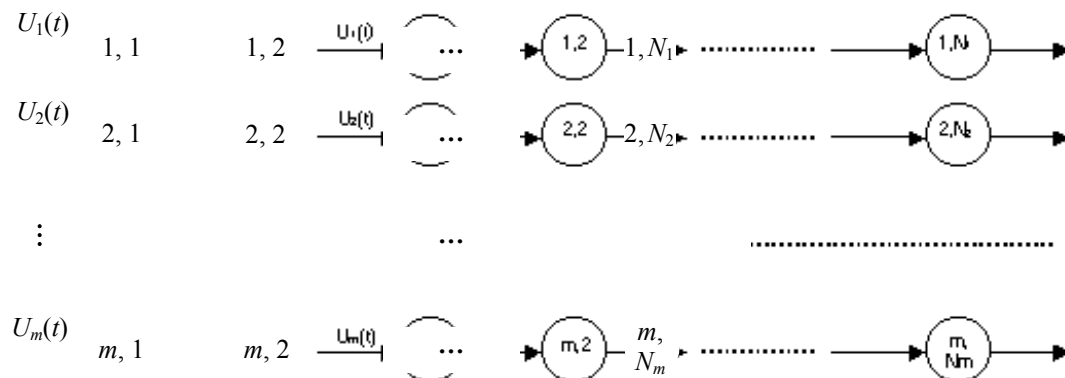 U₁(t)
1, 1 1, 2 U₁(t) ... 1,2 1, N₁ 1,N₁
U₂(t)
2, 1 2, 2 U₂(t) ... 2,2 2, N₂ 2,N₂
⋮ ...
Uₘ(t)
m, 1 m, 2 Uₘ(t) ... m,2 m, Nₘ m, Nm